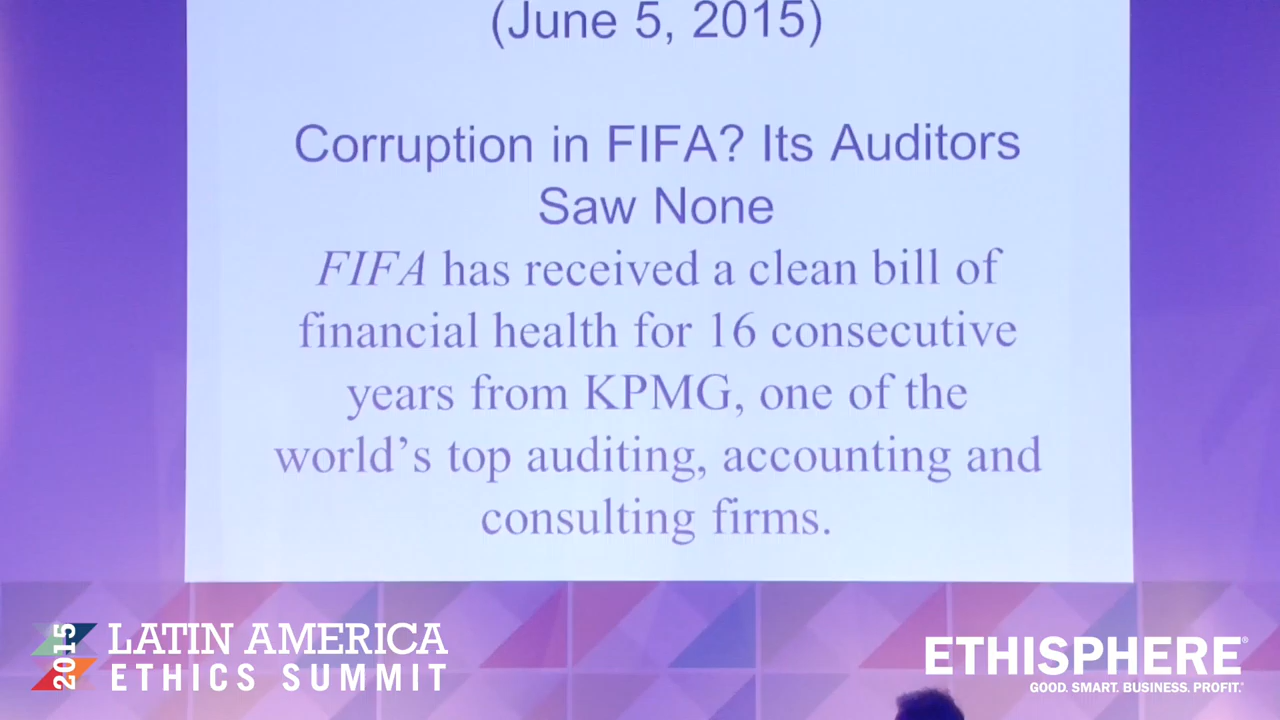 (June 5, 2015)
Corruption in FIFA? Its Auditors
Saw None
FIFA has received a clean bill of
financial health for 16 consecutive
years from KPMG, one of the
world’s top auditing, accounting and
consulting firms.
2015
LATIN AMERICA
ETHICS SUMMIT
ETHISPHERE®
GOOD. SMART. BUSINESS. PROFIT.®